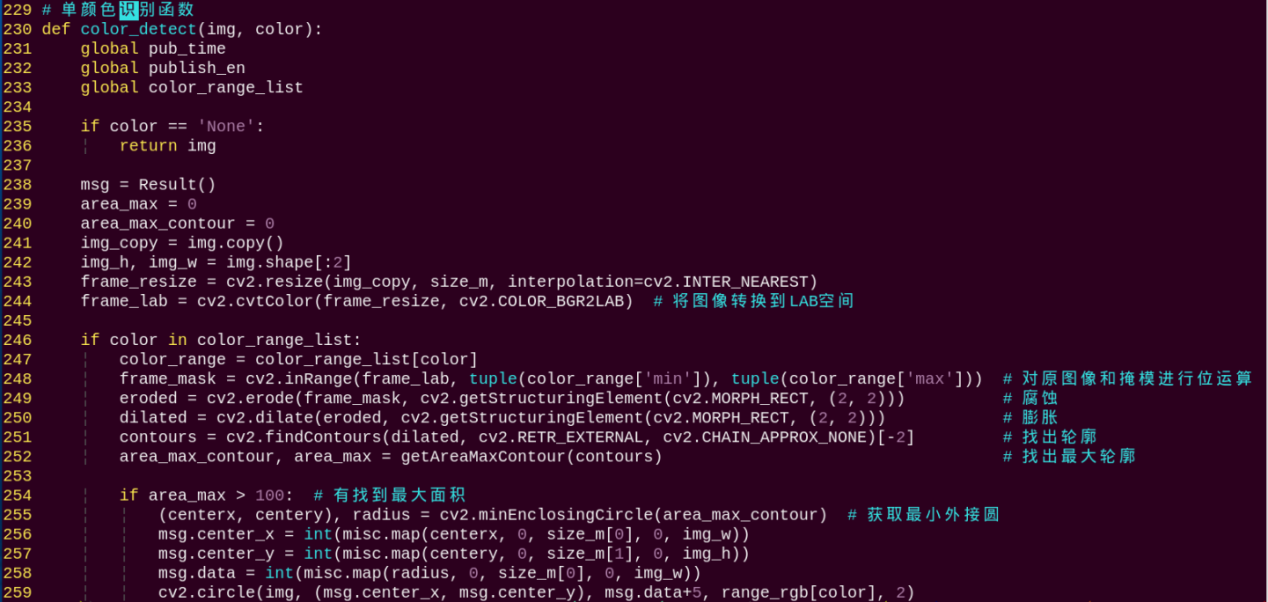 229 # 单颜色识别函数
230 def color_detect(img, color):
231     global pub_time
232     global publish_en
233     global color_range_list
234
235     if color == 'None':
236         return img
237
238     msg = Result()
239     area_max = 0
240     area_max_contour = 0
241     img_copy = img.copy()
242     img_h, img_w = img.shape[:2]
243     frame_resize = cv2.resize(img_copy, size_m, interpolation=cv2.INTER_NEAREST)
244     frame_lab = cv2.cvtColor(frame_resize, cv2.COLOR_BGR2LAB)  # 将图像转换到LAB空间
245
246     if color in color_range_list:
247         color_range = color_range_list[color]
248         frame_mask = cv2.inRange(frame_lab, tuple(color_range['min']), tuple(color_range['max']))  # 对原图像和掩模进行位运算
249         eroded = cv2.erode(frame_mask, cv2.getStructuringElement(cv2.MORPH_RECT, (2, 2)))          # 腐蚀
250         dilated = cv2.dilate(eroded, cv2.getStructuringElement(cv2.MORPH_RECT, (2, 2)))            # 膨胀
251         contours = cv2.findContours(dilated, cv2.RETR_EXTERNAL, cv2.CHAIN_APPROX_NONE)[-2]         # 找出轮廓
252         area_max_contour, area_max = getAreaMaxContour(contours)                                   # 找出最大轮廓
253
254         if area_max > 100:  # 有找到最大面积
255             (centerx, centery), radius = cv2.minEnclosingCircle(area_max_contour)  # 获取最小外接圆
256             msg.center_x = int(misc.map(centerx, 0, size_m[0], 0, img_w))
257             msg.center_y = int(misc.map(centery, 0, size_m[1], 0, img_h))
258             msg.data = int(misc.map(radius, 0, size_m[0], 0, img_w))
259             cv2.circle(img, (msg.center_x, msg.center_y), msg.data+5, range_rgb[color], 2)